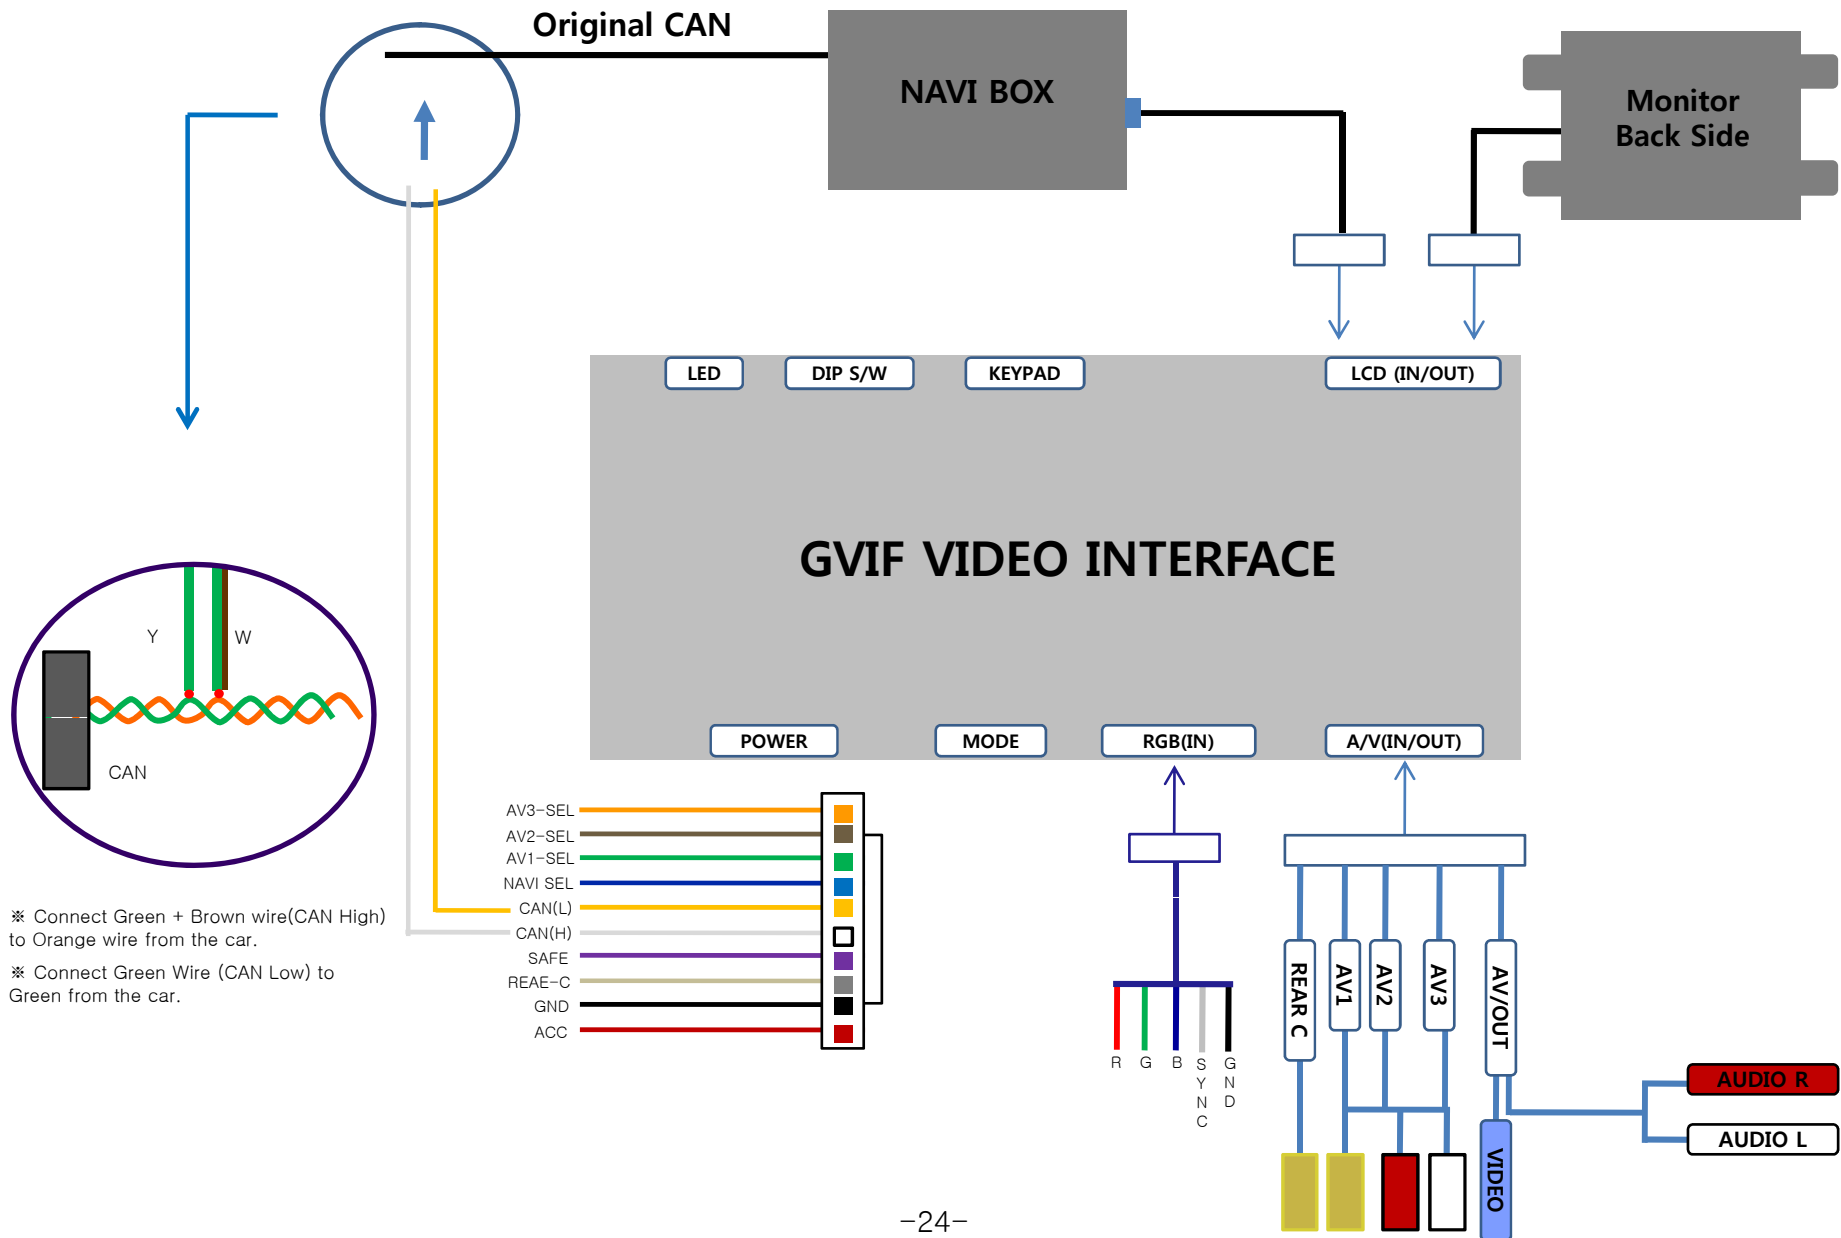 Original CAN
NAVI BOX
Monitor
Back Side
LED
DIP S/W
KEYPAD
LCD (IN/OUT)
GVIF VIDEO INTERFACE
Y
W
CAN
POWER
MODE
RGB(IN)
A/V(IN/OUT)
※ Connect Green + Brown wire(CAN High)
to Orange wire from the car.
※ Connect Green Wire (CAN Low) to
Green from the car.
AV3-SEL
AV2-SEL
AV1-SEL
NAVI SEL
CAN(L)
CAN(H)
SAFE
REAE-C
GND
ACC
R
G
B
SYNC
GND
REAR C
AV1
AV2
AV3
AV/OUT
AUDIO R
AUDIO L
VIDEO
-24-